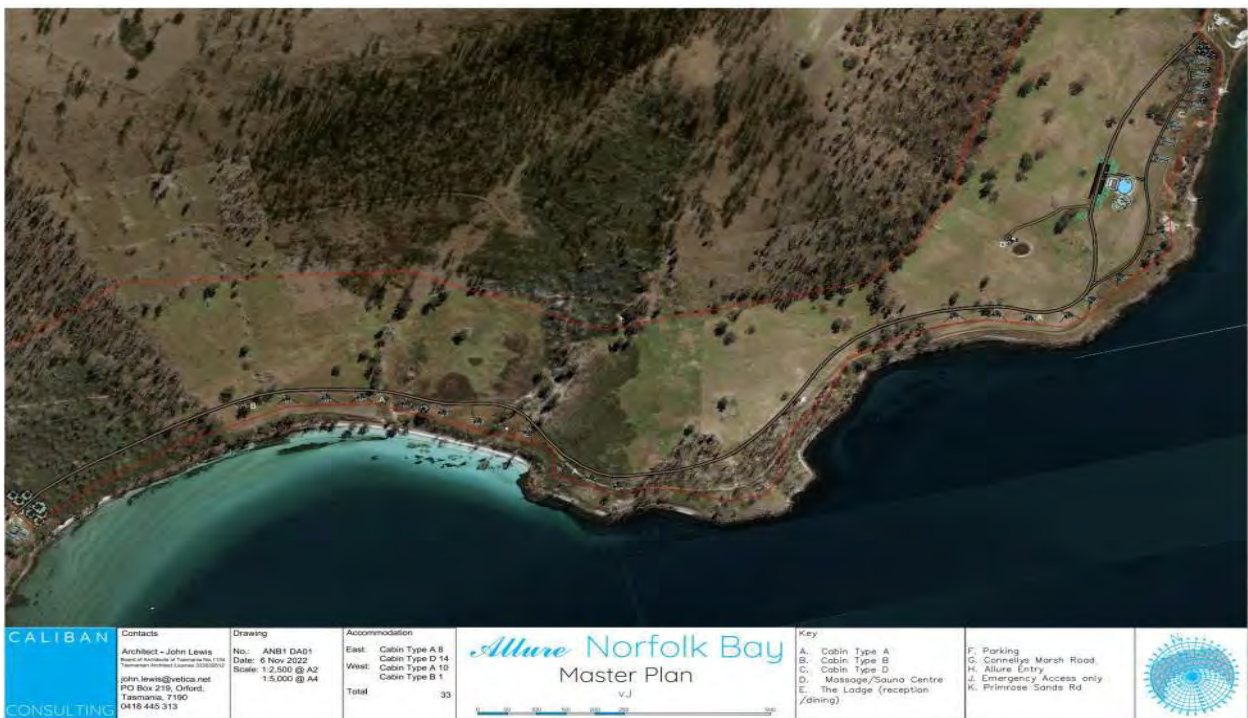 CALIBAN
CONSULTING
Contacts
Architect - John Lewis
john.lewis@vetica.net
PO Box 219, Orford,
Tasmania, 7190
0418 445 313
Drawing
No.: ANB1 DA01
Date: 6 Nov 2022
Scale: 1:2,500 @ A2
1:5,000 @ A4
Accommodation
East: Cabin Type A 8
Cabin Type D 14
West: Cabin Type A 10
Cabin Type B 1
Total 33
Allure Norfolk Bay
Master Plan
vJ
Key
A. Cabin Type A
B. Cabin Type B
C. Cabin Type D
D. Massage/Sauna Centre
E. The Lodge (reception
/dining)
F. Parking
G. Connellys Marsh Road
H. Allure Entry
J. Emergency Access only
K. Primrose Sands Rd
B
A
A
C
H